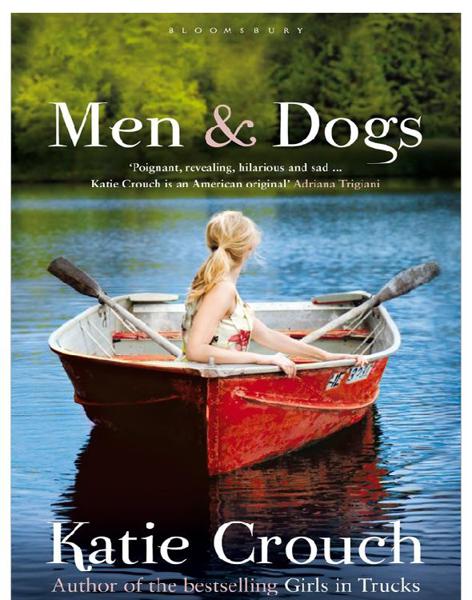 BLOOMSBURY
Men & Dogs
‘Poignant, revealing, hilarious and sad ...
Katie Crouch is an American original’ Adriana Trigiani
Katie Crouch
Author of the bestselling Girls in Trucks